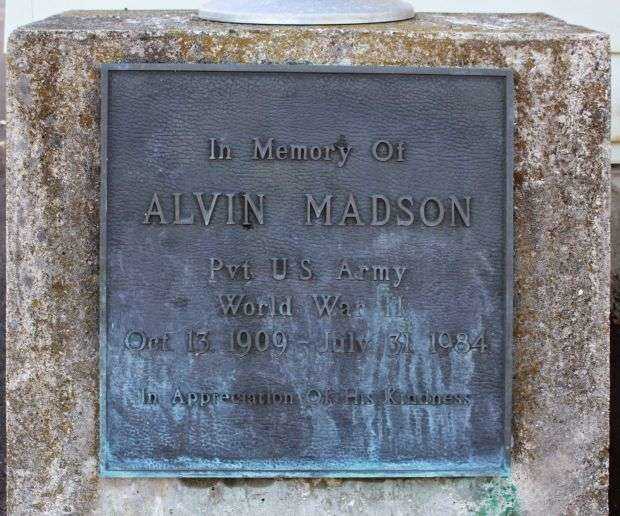 In Memory Of
ALVIN MADSON
Pvt U.S. Army
World War II
Oct. 13, 1909 - July 31, 1984
In Appreciation Of His Kindness